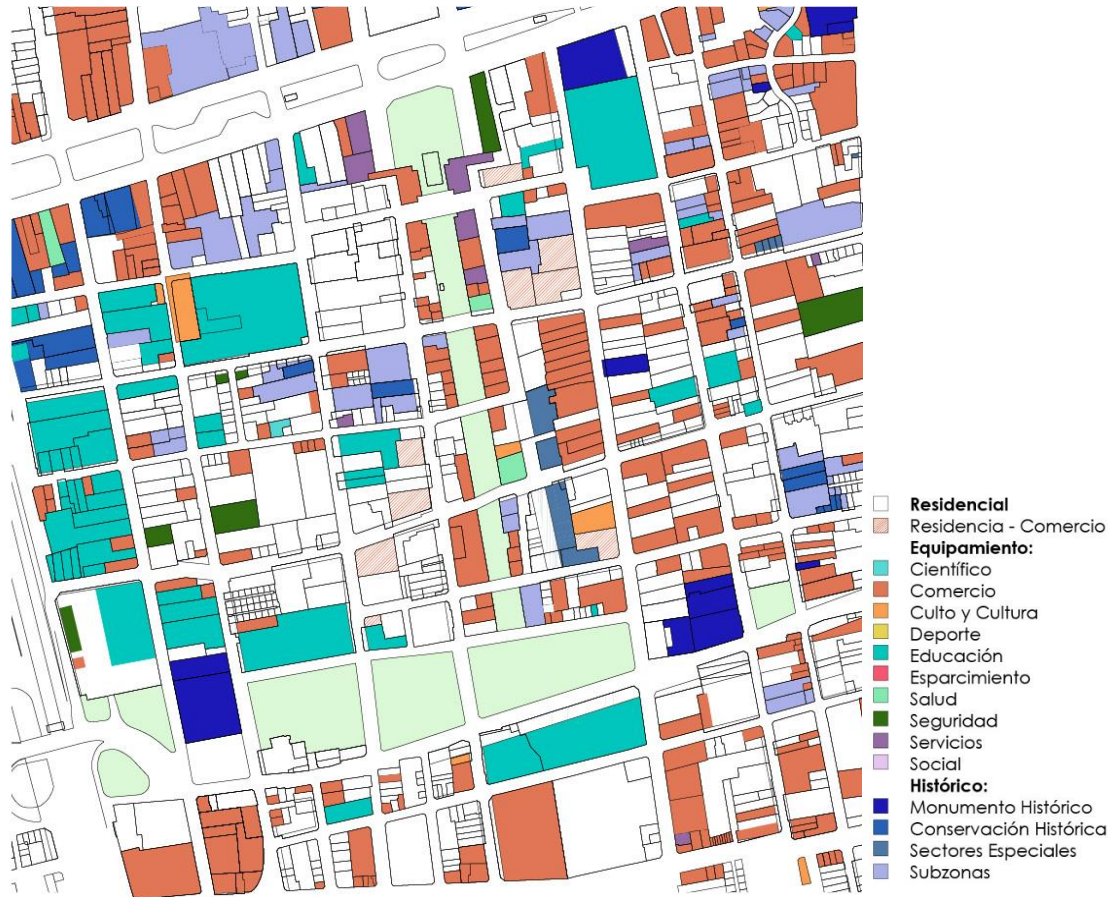 Residencial
Residencia - Comercio
Equipamiento:
Científico
Comercio
Culto y Cultura
Deporte
Educación
Esparcimiento
Salud
Seguridad
Servicios
Social
Histórico:
Monumento Histórico
Conservación Histórica
Sectores Especiales
Subzonas